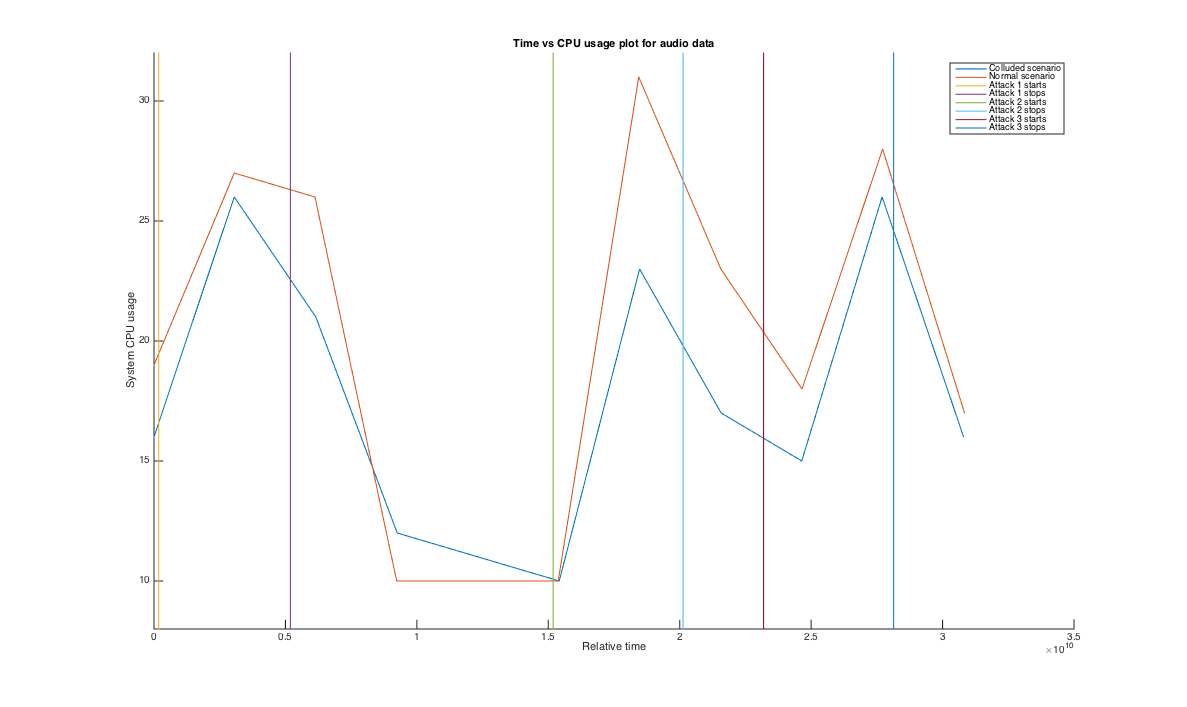 Time vs CPU usage plot for audio data
Colluded scenario
Normal scenario
Attack 1 starts
Attack 1 stops
Attack 2 starts
Attack 2 stops
Attack 3 starts
Attack 3 stops
30
25
20
15
10
System CPU usage
0 0.5 1 1.5 2 2.5 3 3.5
Relative time
×10^10